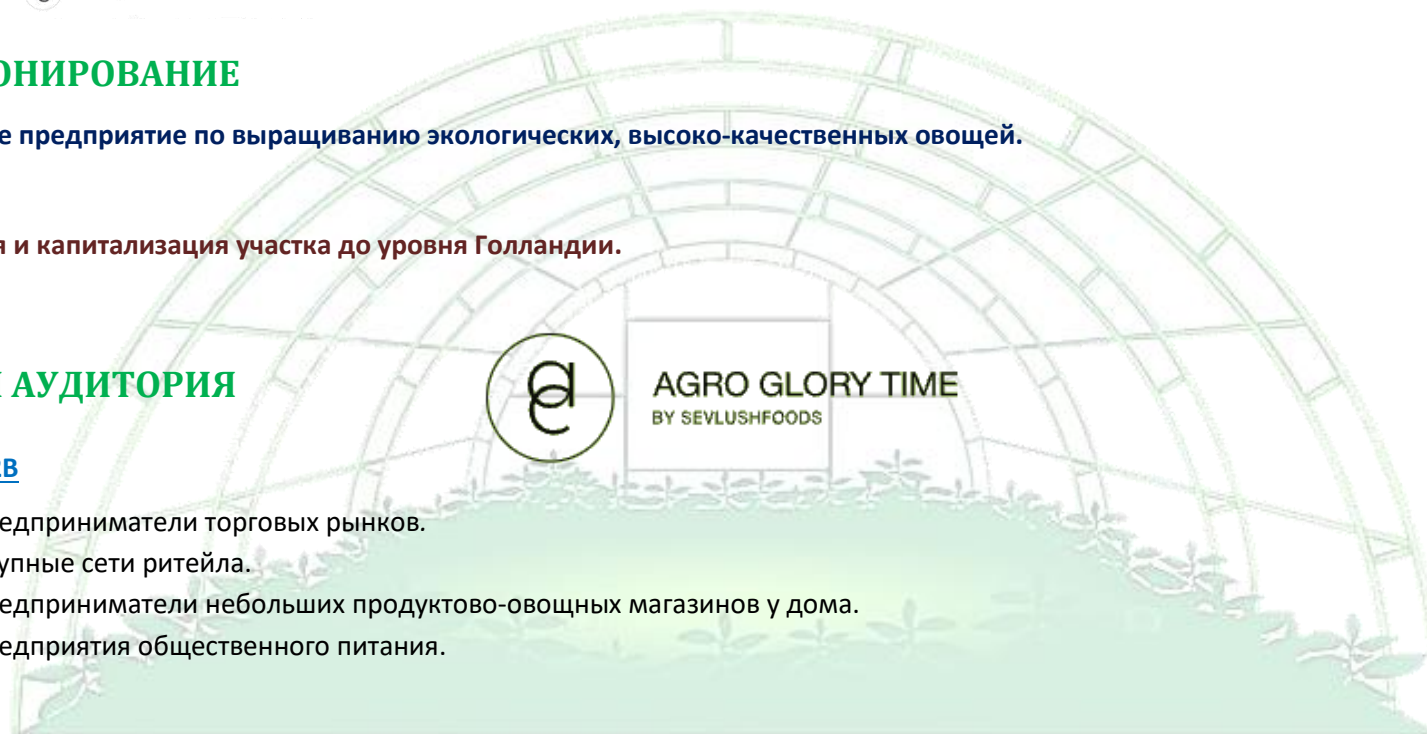 ОНИРОВАНИЕ
е предприятие по выращиванию экологических, высоко-качественных овощей.
я и капитализация участка до уровня Голландии.
АУДИТОРИЯ
AGRO GLORY TIME
BY SEVLUSHFOODS
2B
едприниматели торговых рынков.
упные сети ритейла.
едприниматели небольших продуктово-овощных магазинов у дома.
едприятия общественного питания.